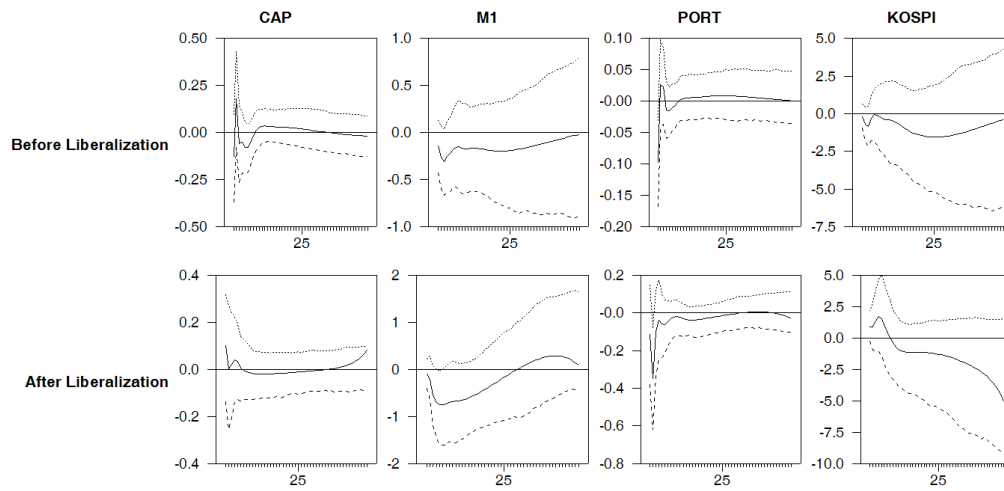 CAP M1 PORT KOSPI
0.50 1.0 0.10 5.0
0.25 0.5 0.05 2.5
0.00 0.0 -0.00 0.0
-0.05
-0.25 -0.5 -0.10 -2.5
-0.15 -5.0
-0.50 -1.0 -0.20 -7.5
Before Liberalization
25 25 25 25
0.4 2 0.2 5.0
0.2 1 -0.0 2.5
0.0 0 -0.2 0.0
-0.2 -1 -0.4 -2.5
-0.4 -2 -0.6 -5.0
-0.8 -7.5
-10.0
After Liberalization
25 25 25 25